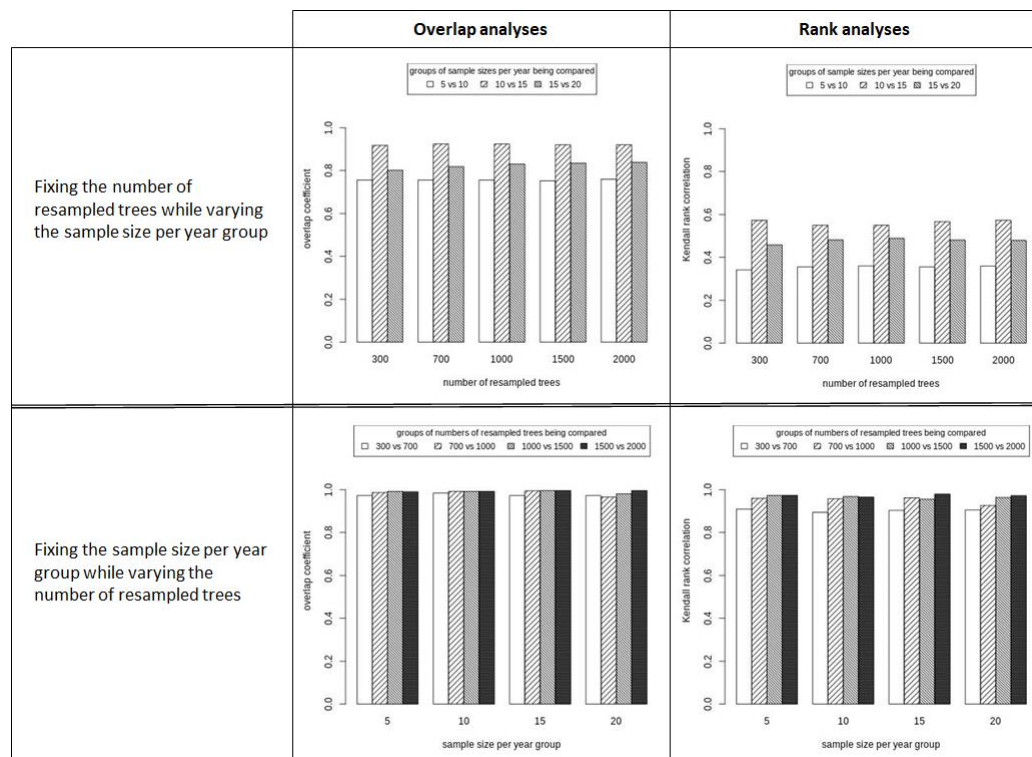 Overlap analyses
Rank analyses
Fixing the number of
resampled trees while varying
the sample size per year group
groups of sample sizes per year being compared
5 vs 10 10 vs 15 15 vs 20
overlap coefficient
0.0 0.2 0.4 0.6 0.8 1.0
300 700 1000 1500 2000
number of resampled trees
groups of sample sizes per year being compared
5 vs 10 10 vs 15 15 vs 20
Kendall rank correlation
0.0 0.2 0.4 0.6 0.8 1.0
300 700 1000 1500 2000
number of resampled trees
Fixing the sample size per year
group while varying the
number of resampled trees
groups of numbers of resampled trees being compared
300 vs 700 700 vs 1000 1000 vs 1500 1500 vs 2000
overlap coefficient
0.0 0.2 0.4 0.6 0.8 1.0
5 10 15 20
sample size per year group
groups of numbers of resampled trees being compared
300 vs 700 700 vs 1000 1000 vs 1500 1500 vs 2000
Kendall rank correlation
0.0 0.2 0.4 0.6 0.8 1.0
5 10 15 20
sample size per year group